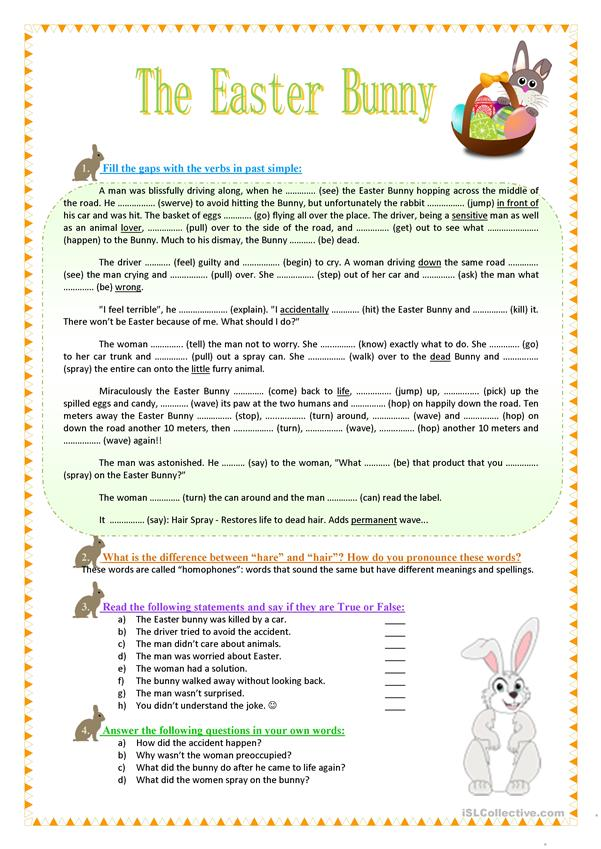 The Easter Bunny
1. Fill the gaps with the verbs in past simple:
A man was blissfully driving along, when he ............. (see) the Easter Bunny hopping across the middle of
the road. He ................ (swerve) to avoid hitting the Bunny, but unfortunately the rabbit ................ (jump) in front of
his car and was hit. The basket of eggs ............ (go) flying all over the place. The driver, being a sensitive man as well
as an animal lover, ............... (pull) over to the side of the road, and ............ (get) out to see what ......................
(happen) to the Bunny. Much to his dismay, the Bunny ........... (be) dead.
The driver ........... (feel) guilty and ................ (begin) to cry. A woman driving down the same road .............
(see) the man crying and ................ (pull) over. She .............. (step) out of her car and .............. (ask) the man what
............. (be) wrong.
"I feel terrible", he ..................... (explain). "I accidentally ............ (hit) the Easter Bunny and ............... (kill) it.
There won't be Easter because of me. What should I do?"
The woman .............. (tell) the man not to worry. She ............... (know) exactly what to do. She ............. (go)
to her car trunk and .............. (pull) out a spray can. She .............. (walk) over to the dead Bunny and ...............
(spray) the entire can onto the little furry animal.
Miraculously the Easter Bunny ............. (come) back to life, ............... (jump) up, ............... (pick) up the
spilled eggs and candy, ............. (wave) its paw at the two humans and .............. (hop) on happily down the road. Ten
meters away the Easter Bunny .............. (stop), ................ (turn) around, ................ (wave) and .............. (hop) on
down the road another 10 meters, then ............... (turn), ............... (wave), ............... (hop) another 10 meters and
................ (wave) again!!
The man was astonished. He .......... (say) to the woman, "What ........... (be) that product that you ..............
(spray) on the Easter Bunny?"
The woman ............. (turn) the can around and the man ............. (can) read the label.
It ............... (say): Hair Spray - Restores life to dead hair. Adds permanent wave...
2. What is the difference between "hare" and "hair"? How do you pronounce these words?
These words are called "homophones": words that sound the same but have different meanings and spellings.
3. Read the following statements and say if they are True or False:
a) The Easter bunny was killed by a car. ____
b) The driver tried to avoid the accident. ____
c) The man didn't care about animals. ____
d) The man was worried about Easter. ____
e) The woman had a solution. ____
f) The bunny walked away without looking back. ____
g) The man wasn't surprised. ____
h) You didn't understand the joke. ☺ ____
4. Answer the following questions in your own words:
a) How did the accident happen?
b) Why wasn't the woman preoccupied?
c) What did the bunny do after he came to life again?
d) What did the women spray on the bunny?
iSLCollective.com